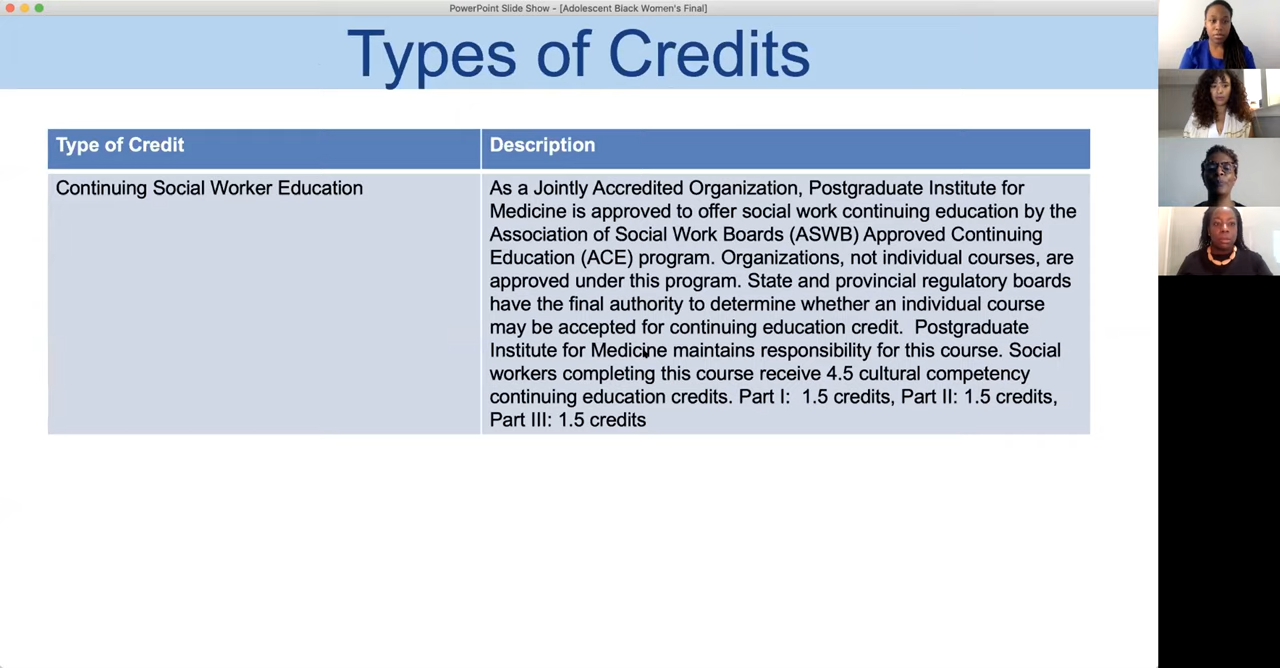 PowerPoint Slide Show - [Adolescent Black Women's Final]
Types of Credits
Type of Credit
Description
Continuing Social Worker Education
As a Jointly Accredited Organization, Postgraduate Institute for
Medicine is approved to offer social work continuing education by the
Association of Social Work Boards (ASWB) Approved Continuing
Education (ACE) program. Organizations, not individual courses, are
approved under this program. State and provincial regulatory boards
have the final authority to determine whether an individual course
may be accepted for continuing education credit.  Postgraduate
Institute for Medicine maintains responsibility for this course. Social
workers completing this course receive 4.5 cultural competency
continuing education credits. Part I:  1.5 credits, Part II: 1.5 credits,
Part III: 1.5 credits